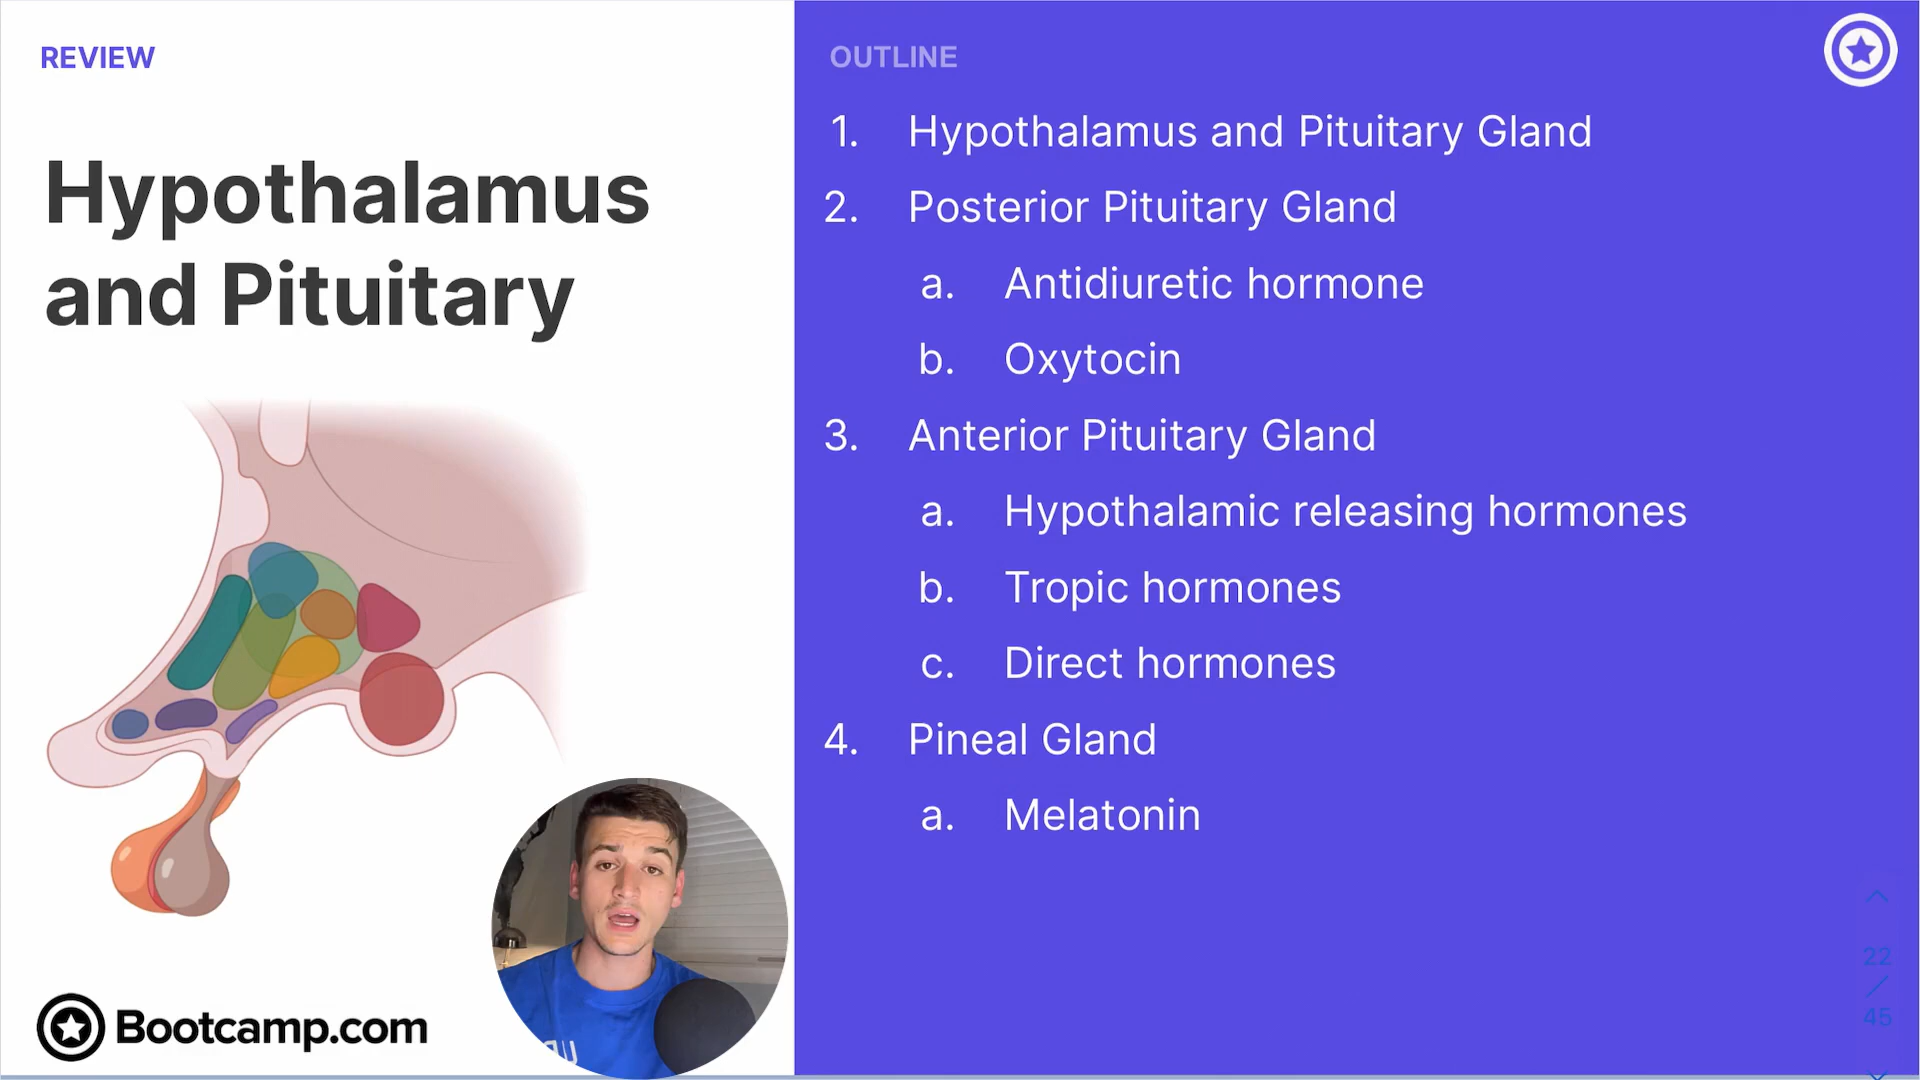 REVIEW
Hypothalamus
and Pituitary
Bootcamp.com
OUTLINE
1. Hypothalamus and Pituitary Gland
2. Posterior Pituitary Gland
a. Antidiuretic hormone
b. Oxytocin
3. Anterior Pituitary Gland
a. Hypothalamic releasing hormones
b. Tropic hormones
c. Direct hormones
4. Pineal Gland
a. Melatonin
22
/
45